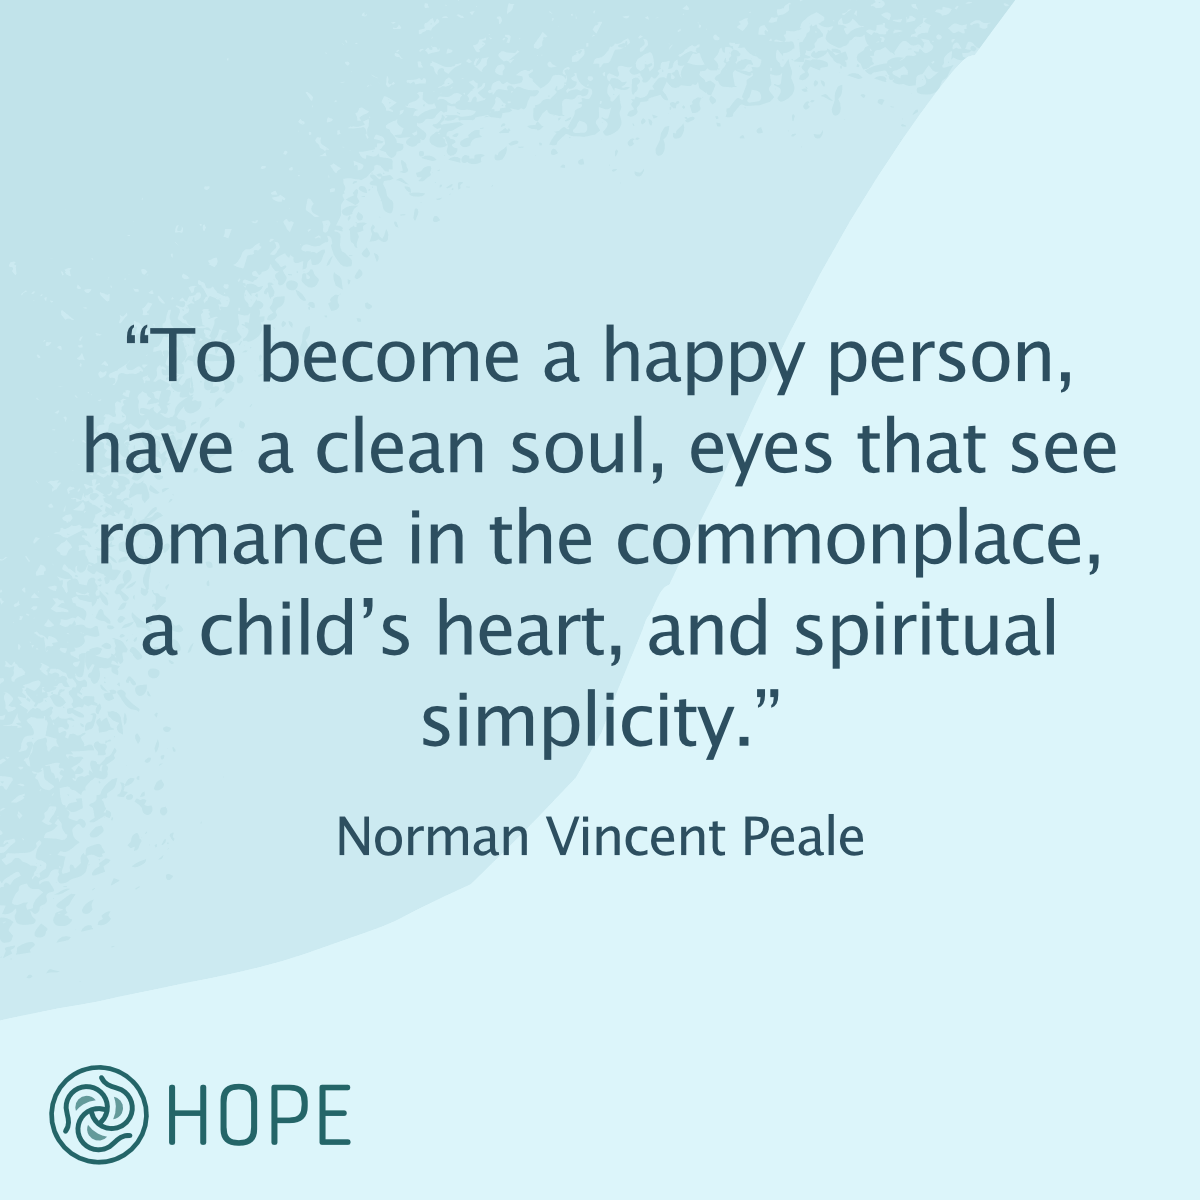 “To become a happy person,
have a clean soul, eyes that see
romance in the commonplace,
a child’s heart, and spiritual
simplicity.”
Norman Vincent Peale
HOPE